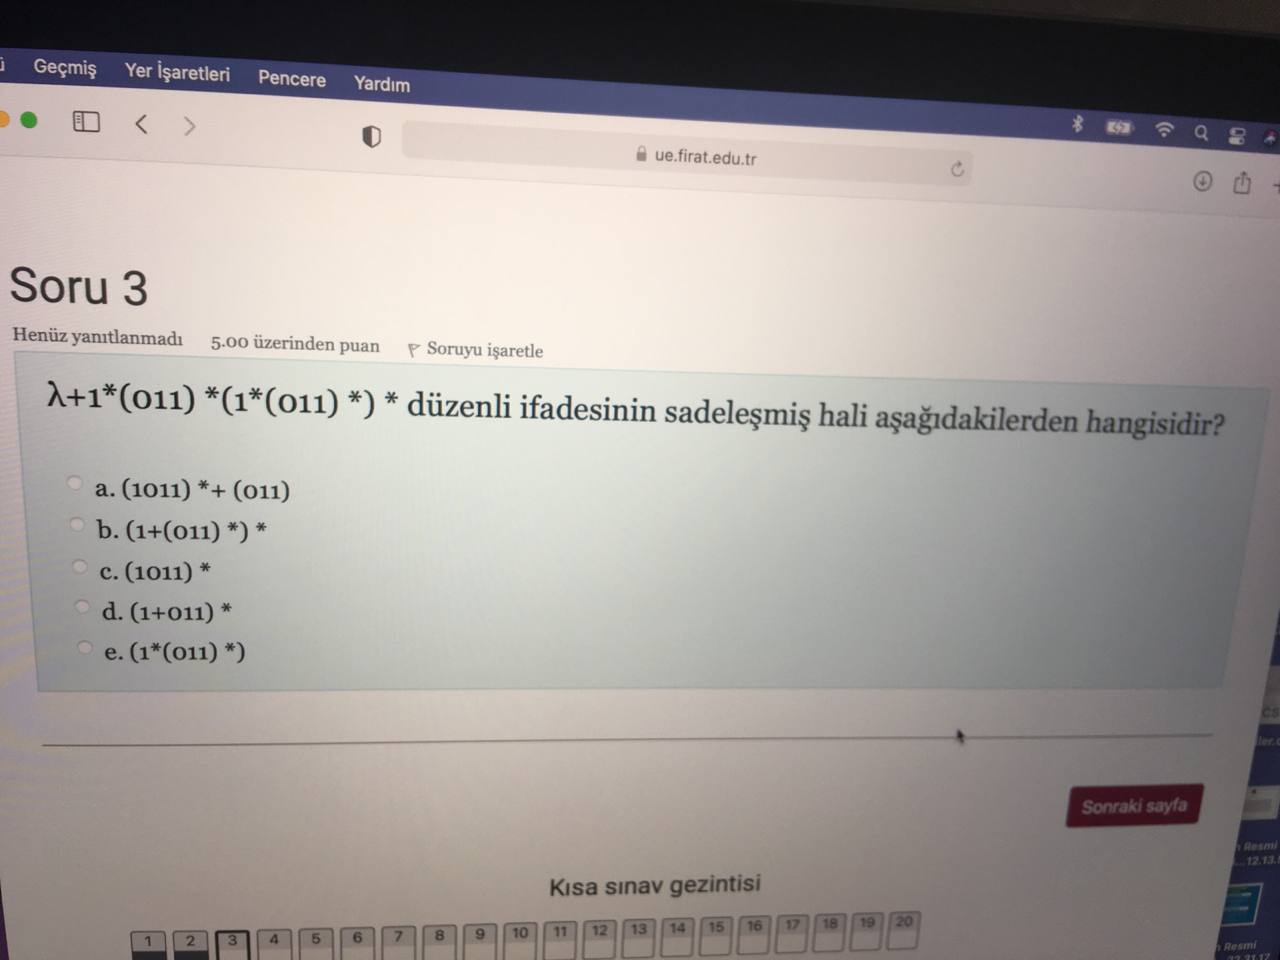 Geçmiş Yer İşaretleri Pencere Yardım
ue.firat.edu.tr
Soru 3
Henüz yanıtlanmadı 5.00 üzerinden puan Soruyu işaretle
λ+1*(011) *(1*(011) *) * düzenli ifadesinin sadeleşmiş hali aşağıdakilerden hangisidir?
a. (1011) *+ (011)
b. (1+(011) *) *
c. (1011) *
d. (1+011) *
e. (1*(011) *)
Sonraki sayfa
Kısa sınav gezintisi
1 2 3 4 5 6 7 8 9 10 11 12 13 14 15 16 17 18 19 20
Resmi
Resmi